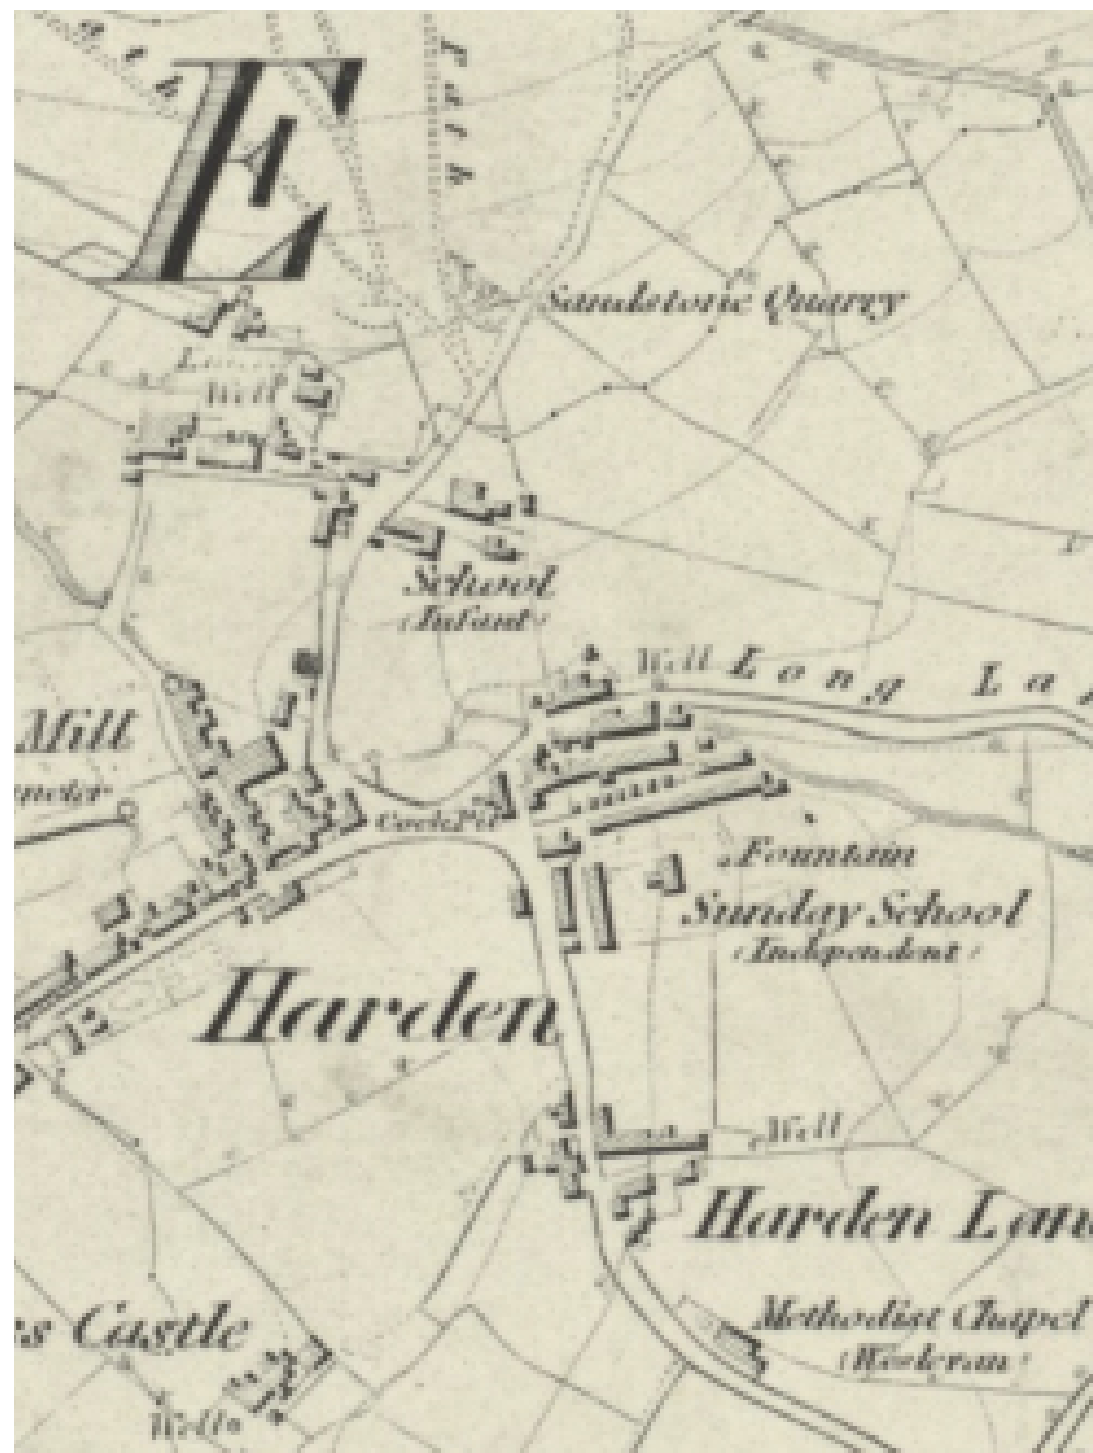 E
Sandstone Quarry
Well
School
(Infant)
Well
Long La
Mill
Cock Pit
Fountain
Sunday School
(Independent)
Harden
Well
Harden Lan
s Castle
Methodist Chapel
(Wesleyan)
Wells